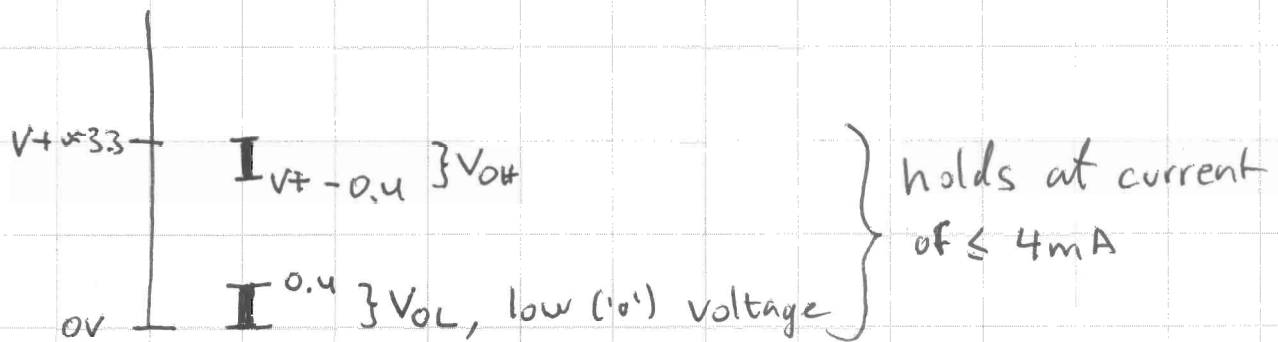 V+ ≈ 3.3
V+ - 0.4 } VOH
holds at current
of ≤ 4mA
0.4 } VOL, low ('0') voltage
0V